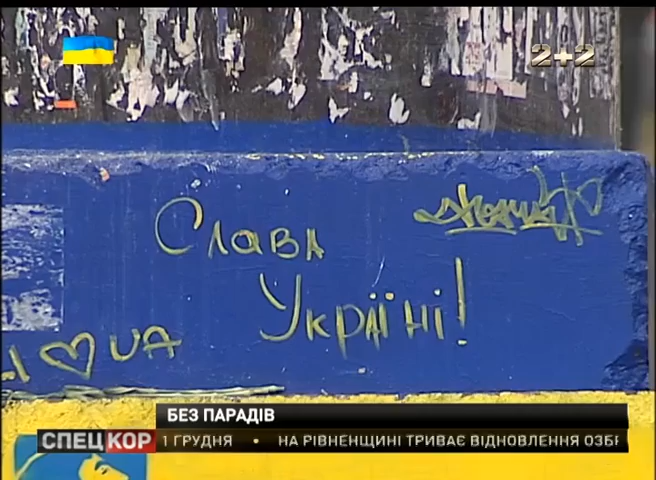 2+2
Слава
Україні!
I ♡ UA
БЕЗ ПАРАДІВ
СПЕЦКОР
1 ГРУДНЯ • НА РІВНЕНЩИНІ ТРИВАЄ ВІДНОВЛЕННЯ ОЗБ